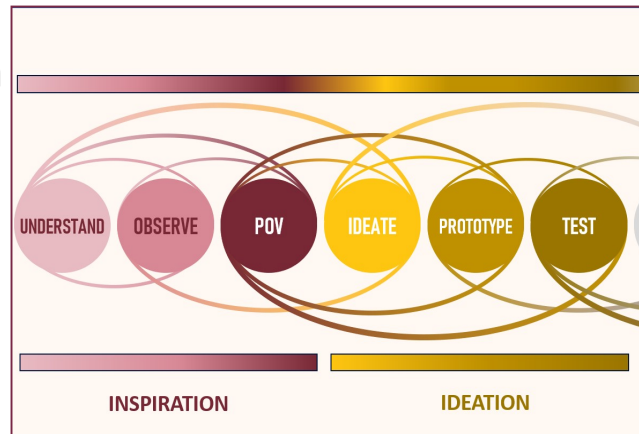 UNDERSTAND OBSERVE POV IDEATE PROTOTYPE TEST
INSPIRATION IDEATION